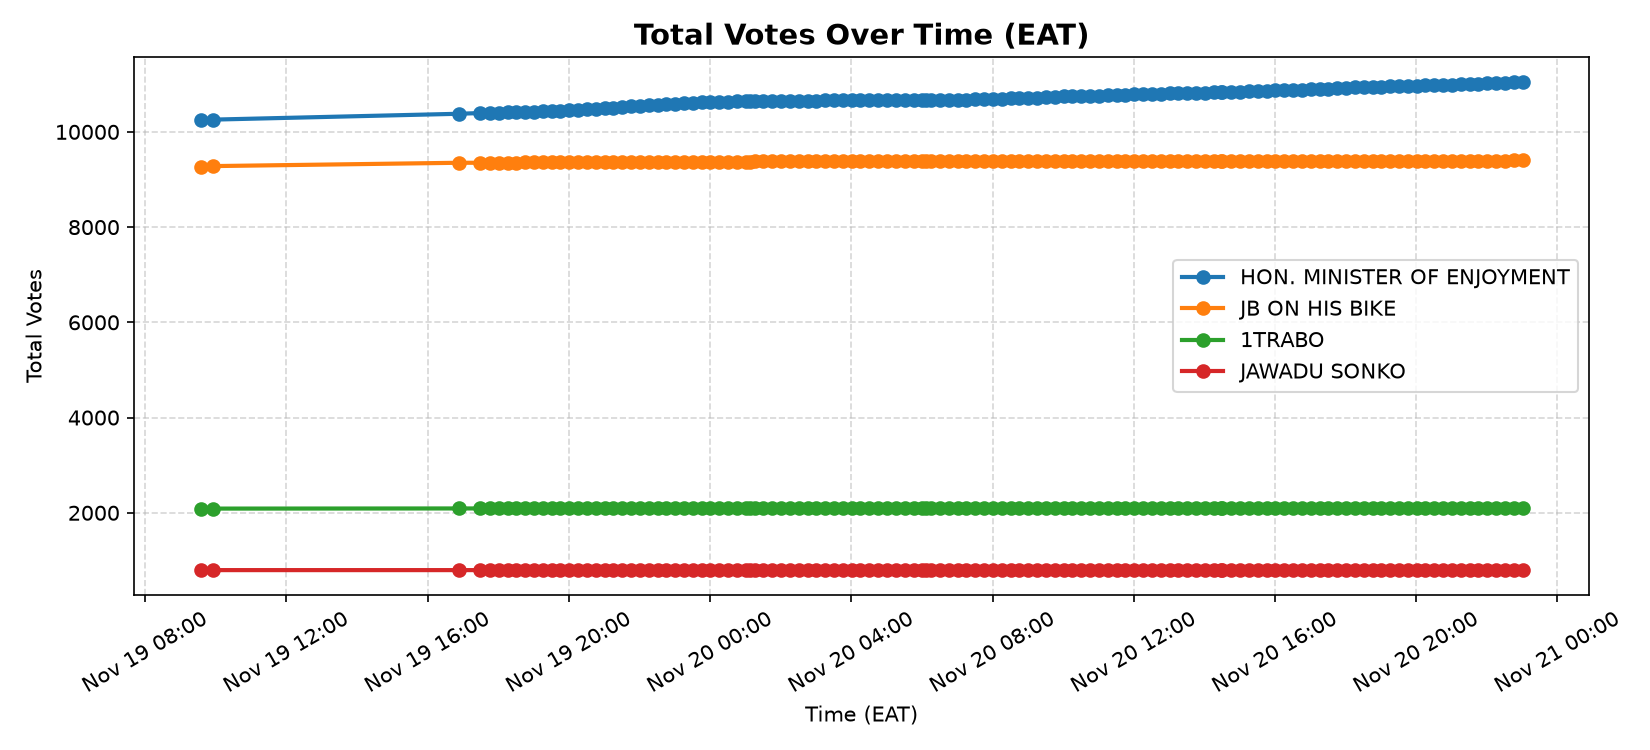 Total Votes Over Time (EAT)
Total Votes
10000
8000
6000
4000
2000
HON. MINISTER OF ENJOYMENT
JB ON HIS BIKE
1TRABO
JAWADU SONKO
Nov 19 08:00
Nov 19 12:00
Nov 19 16:00
Nov 19 20:00
Nov 20 00:00
Nov 20 04:00
Nov 20 08:00
Nov 20 12:00
Nov 20 16:00
Nov 20 20:00
Nov 21 00:00
Time (EAT)